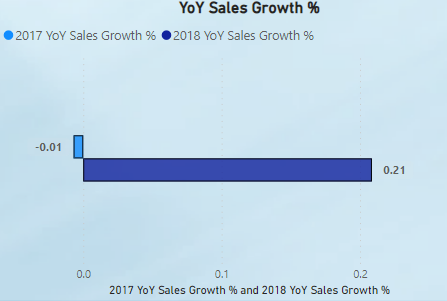 YoY Sales Growth %
2017 YoY Sales Growth % 2018 YoY Sales Growth %
-0.01
0.21
0.0 0.1 0.2
2017 YoY Sales Growth % and 2018 YoY Sales Growth %